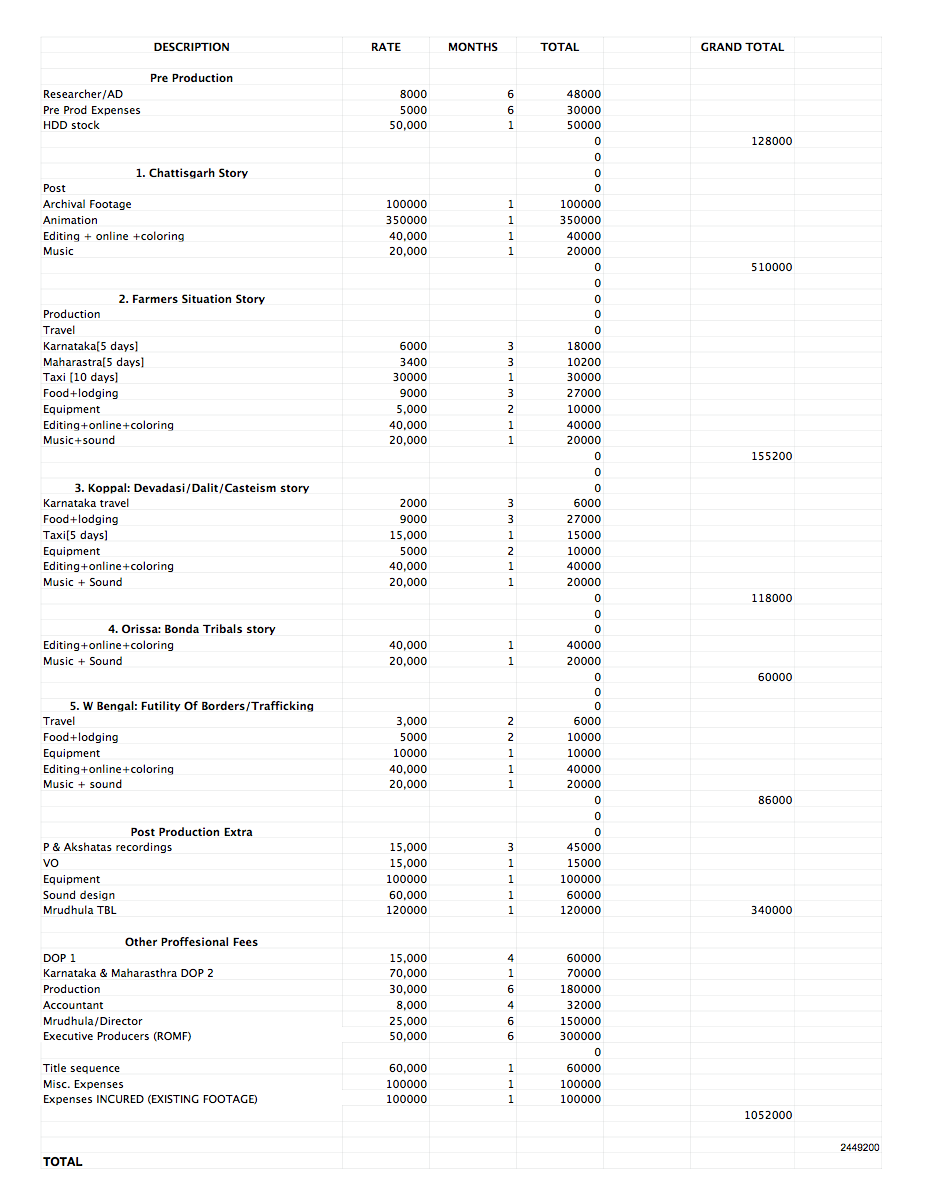 DESCRIPTION RATE MONTHS TOTAL GRAND TOTAL
Pre Production
Researcher/AD 8000 6 48000
Pre Prod Expenses 5000 6 30000
HDD stock 50,000 1 50000
0 128000
0
1. Chattisgarh Story 0
Post 0
Archival Footage 100000 1 100000
Animation 350000 1 350000
Editing + online +coloring 40,000 1 40000
Music 20,000 1 20000
0 510000
0
2. Farmers Situation Story 0
Production 0
Travel 0
Karnataka[5 days] 6000 3 18000
Maharastra[5 days] 3400 3 10200
Taxi [10 days] 30000 1 30000
Food+lodging 9000 3 27000
Equipment 5,000 2 10000
Editing+online+coloring 40,000 1 40000
Music+sound 20,000 1 20000
0 155200
0
3. Koppal: Devadasi/Dalit/Casteism story 0
Karnataka travel 2000 3 6000
Food+lodging 9000 3 27000
Taxi[5 days] 15,000 1 15000
Equipment 5000 2 10000
Editing+online+coloring 40,000 1 40000
Music + Sound 20,000 1 20000
0 118000
0
4. Orissa: Bonda Tribals story 0
Editing+online+coloring 40,000 1 40000
Music + Sound 20,000 1 20000
0 60000
0
5. W Bengal: Futility Of Borders/Trafficking 0
Travel 3,000 2 6000
Food+lodging 5000 2 10000
Equipment 10000 1 10000
Editing+online+coloring 40,000 1 40000
Music + sound 20,000 1 20000
0 86000
0
Post Production Extra 0
P & Akshatas recordings 15,000 3 45000
VO 15,000 1 15000
Equipment 100000 1 100000
Sound design 60,000 1 60000
Mrudhula TBL 120000 1 120000 340000
Other Proffesional Fees
DOP 1 15,000 4 60000
Karnataka & Maharasthra DOP 2 70,000 1 70000
Production 30,000 6 180000
Accountant 8,000 4 32000
Mrudhula/Director 25,000 6 150000
Executive Producers (ROMF) 50,000 6 300000
0
Title sequence 60,000 1 60000
Misc. Expenses 100000 1 100000
Expenses INCURED (EXISTING FOOTAGE) 100000 1 100000
1052000
2449200
TOTAL